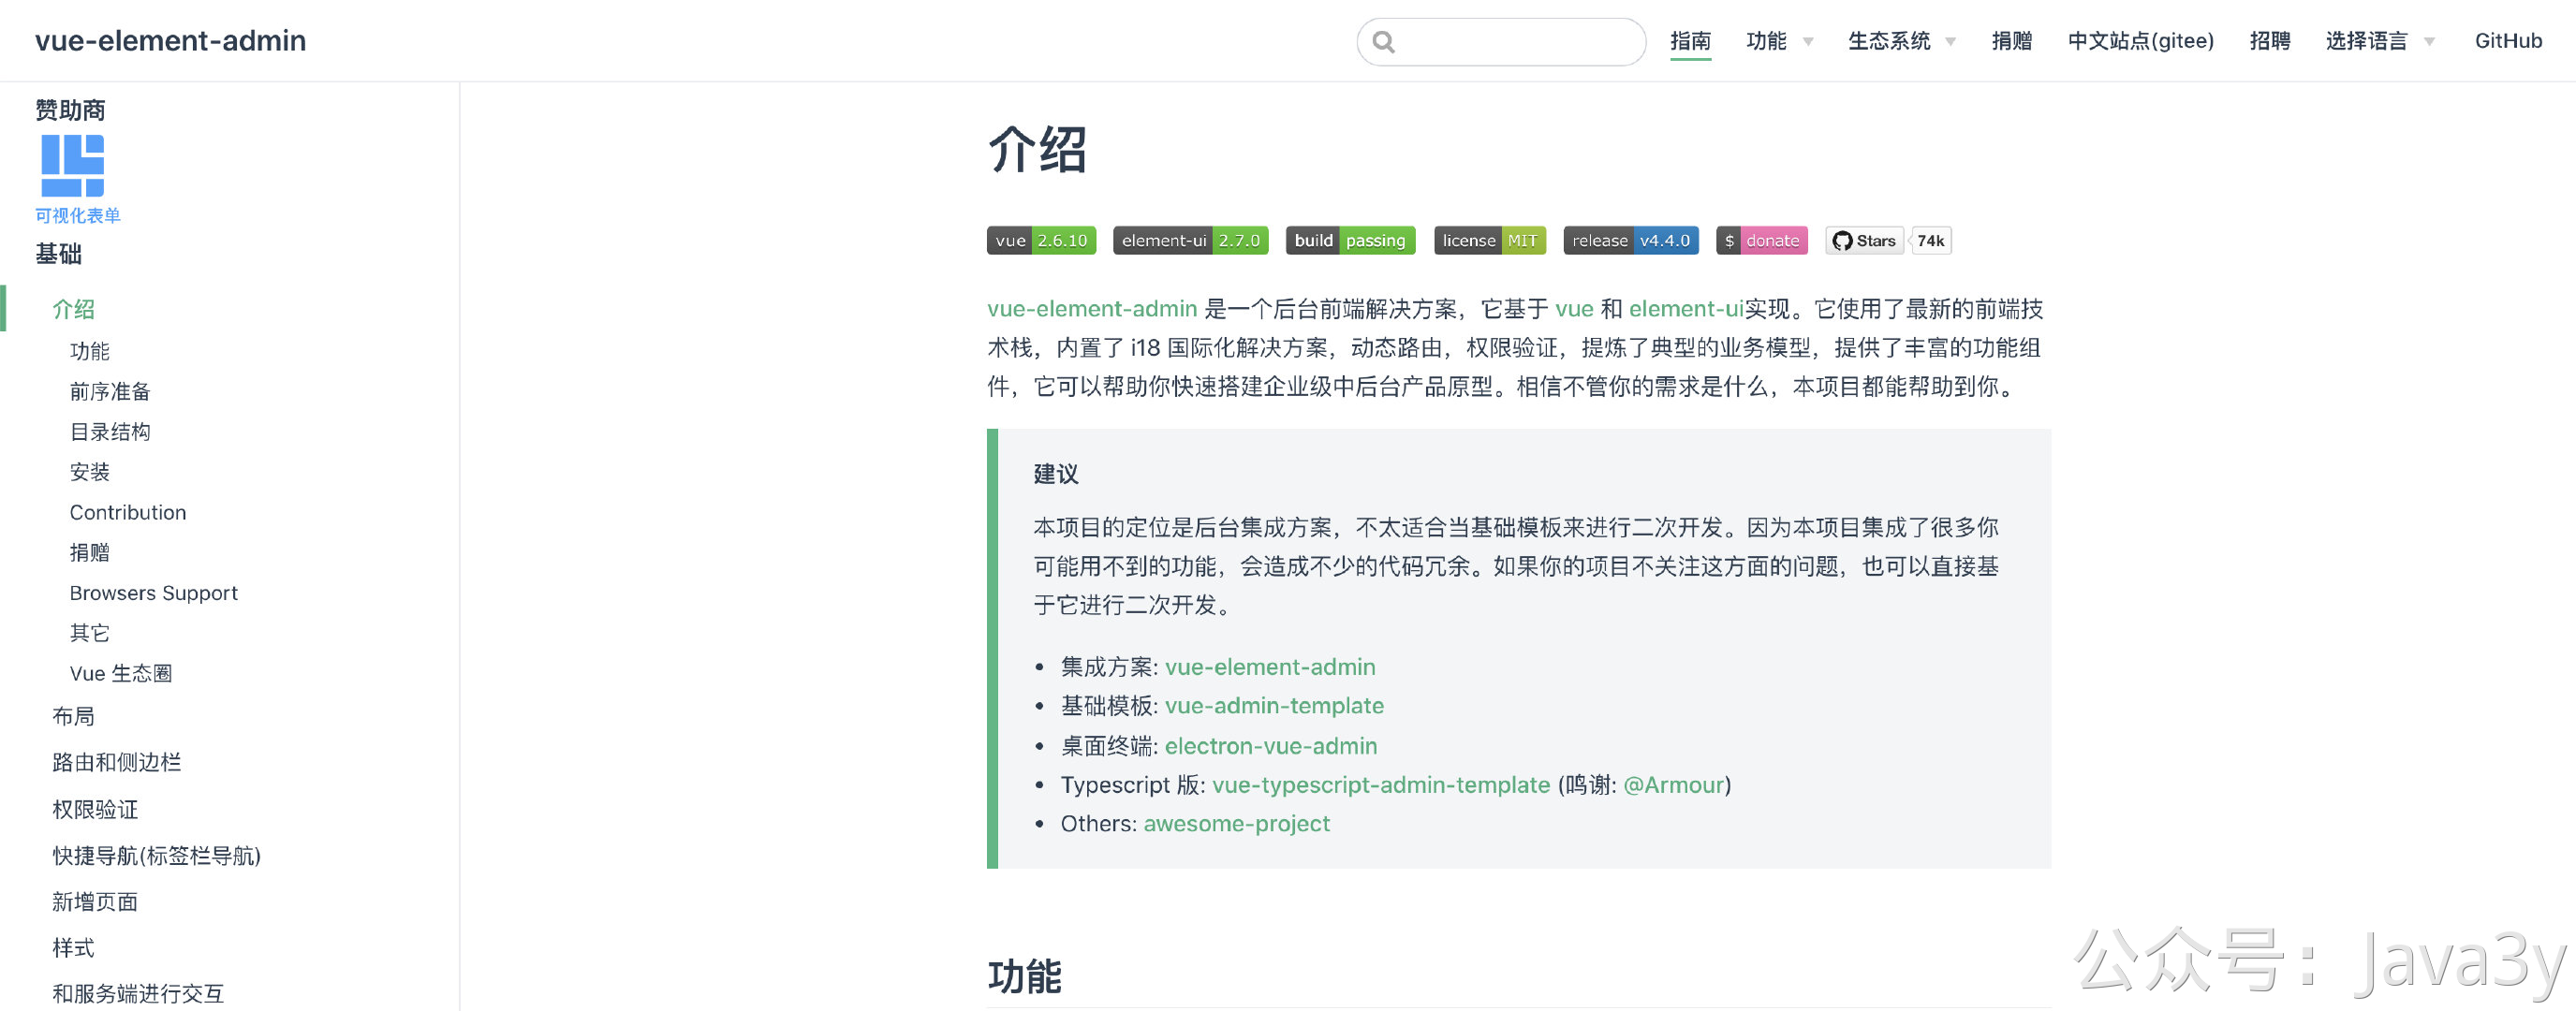 vue-element-admin
指南
功能
生态系统
捐赠
中文站点(gitee)
招聘
选择语言
GitHub
赞助商
可视化表单
基础
介绍
功能
前序准备
目录结构
安装
Contribution
捐赠
Browsers Support
其它
Vue 生态圈
布局
路由和侧边栏
权限验证
快捷导航(标签栏导航)
新增页面
样式
和服务端进行交互
介绍
vue 2.6.10 element-ui 2.7.0 build passing license MIT release v4.4.0 $ donate Stars 74k
vue-element-admin 是一个后台前端解决方案，它基于 vue 和 element-ui实现。它使用了最新的前端技
术栈，内置了 i18 国际化解决方案，动态路由，权限验证，提炼了典型的业务模型，提供了丰富的功能组
件，它可以帮助你快速搭建企业级中后台产品原型。相信不管你的需求是什么，本项目都能帮助到你。
建议
本项目的定位是后台集成方案，不太适合当基础模板来进行二次开发。因为本项目集成了很多你
可能用不到的功能，会造成不少的代码冗余。如果你的项目不关注这方面的问题，也可以直接基
于它进行二次开发。
• 集成方案: vue-element-admin
• 基础模板: vue-admin-template
• 桌面终端: electron-vue-admin
• Typescript 版: vue-typescript-admin-template (鸣谢: @Armour)
• Others: awesome-project
功能
公众号：Java3y